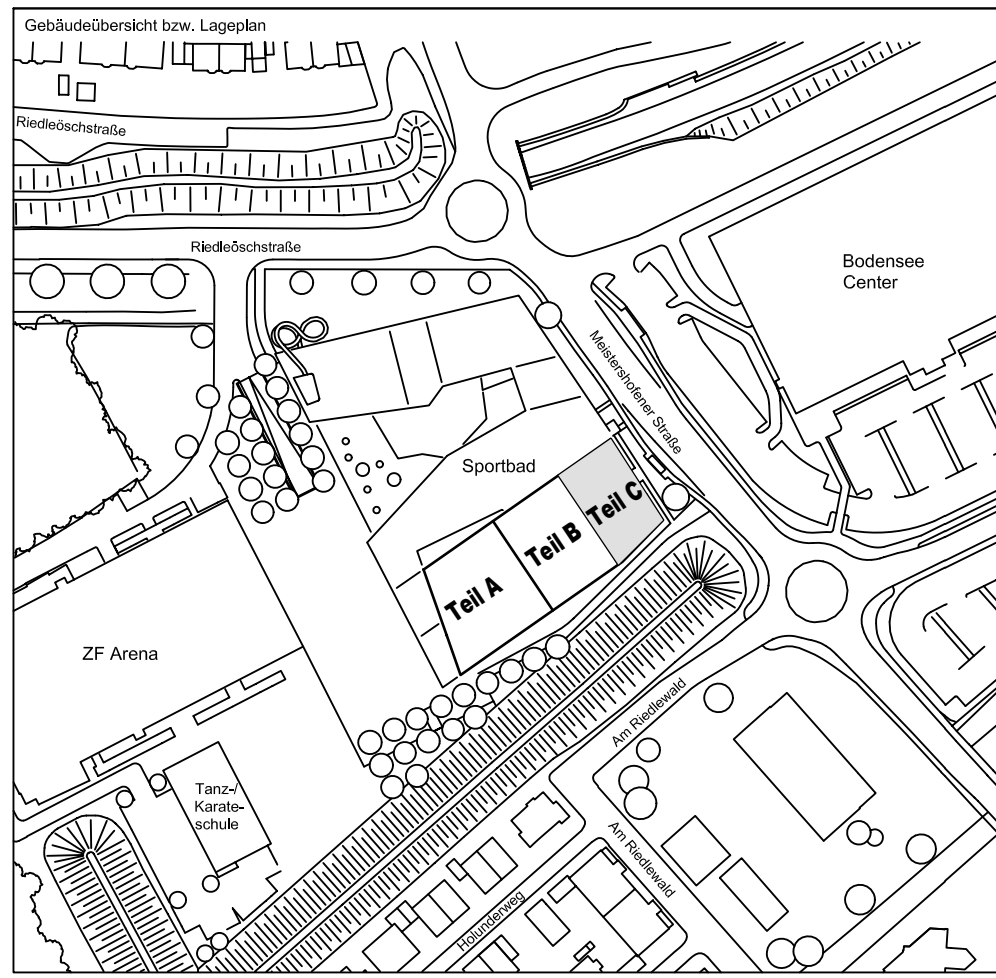 Gebäudeübersicht bzw. Lageplan
Riedleöschstraße
Riedleöschstraße
Bodensee
Center
Meistershofener Straße
Sportbad
Teil C
Teil B
Teil A
ZF Arena
Am Riedlewald
Tanz-/
Karate-
schule
Am Riedlewald
Holunderweg